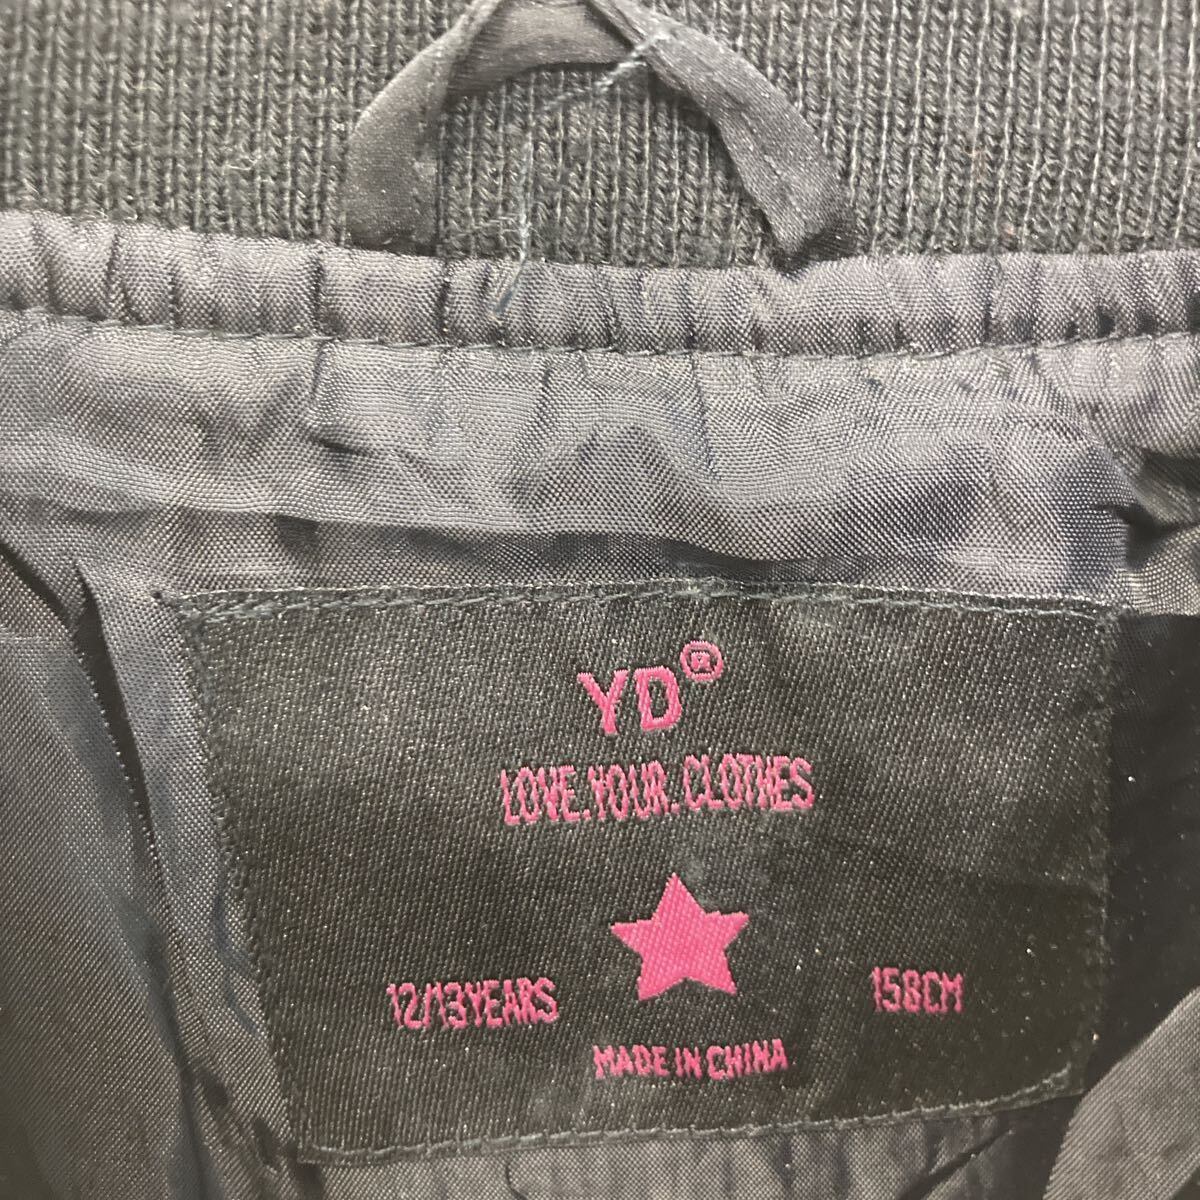 YD®
LOVE.YOUR.CLOTHES
12/13YEARS
158CM
MADE IN CHINA